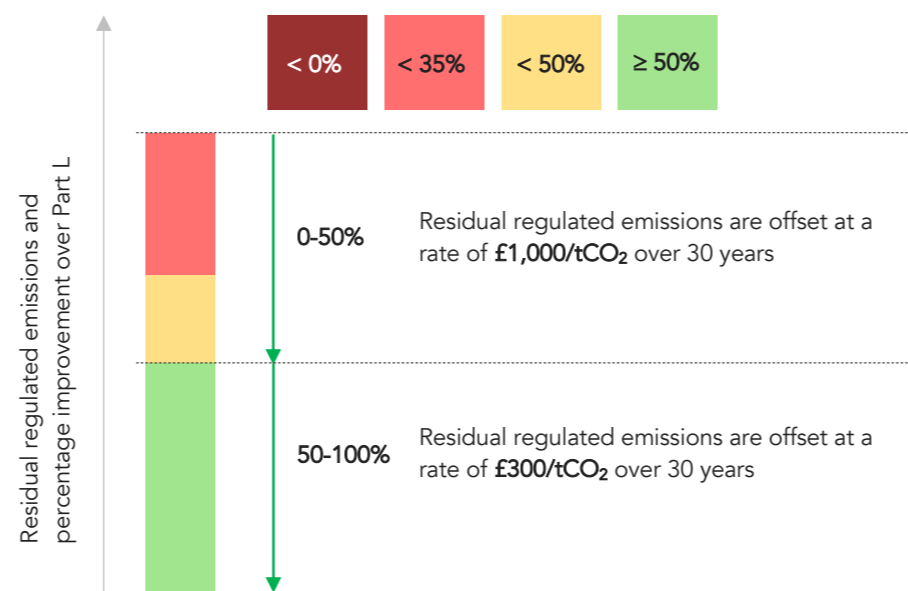 < 0%
< 35%
< 50%
≥ 50%
Residual regulated emissions and
percentage improvement over Part L
0-50%
Residual regulated emissions are offset at a
rate of £1,000/tCO₂ over 30 years
50-100%
Residual regulated emissions are offset at a
rate of £300/tCO₂ over 30 years